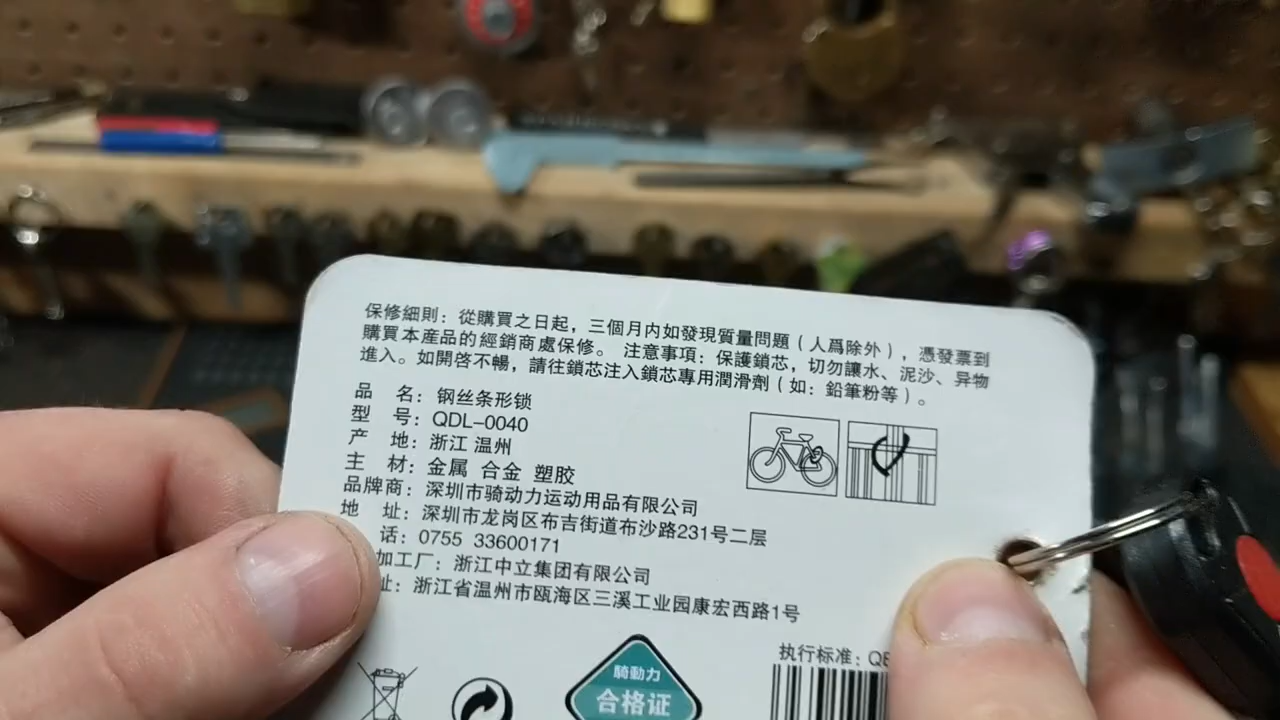 保修細則：從購買之日起，三個月内如發現質量問題（人爲除外），憑發票到
購買本産品的經銷商處保修。 注意事項：保護鎖芯，切勿讓水、泥沙、异物
進入。如開啓不暢，請往鎖芯注入鎖芯專用潤滑劑（如：鉛筆粉等）。
品 名：钢丝条形锁
型 号：QDL-0040
产 地：浙江 温州
主 材：金属 合金 塑胶
品牌商：深圳市骑动力运动用品有限公司
地 址：深圳市龙岗区布吉街道布沙路231号二层
话：0755 33600171
加工厂：浙江中立集团有限公司
址：浙江省温州市瓯海区三溪工业园康宏西路1号
执行标准：
騎動力
合格证